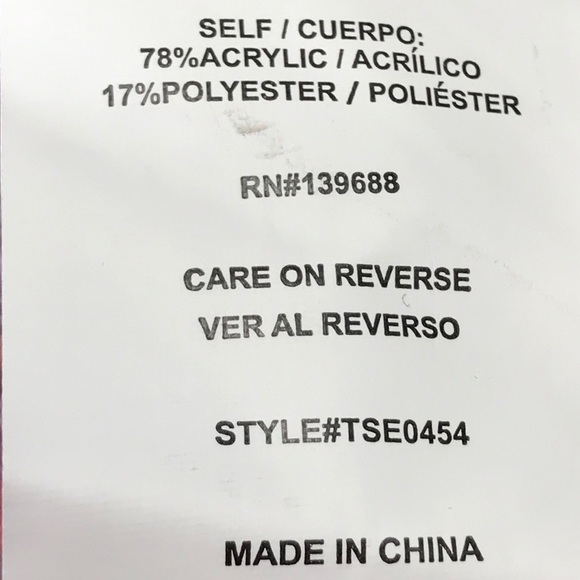 SELF / CUERPO:
78%ACRYLIC / ACRÍLICO
17%POLYESTER / POLIÉSTER
RN#139688
CARE ON REVERSE
VER AL REVERSO
STYLE#TSE0454
MADE IN CHINA